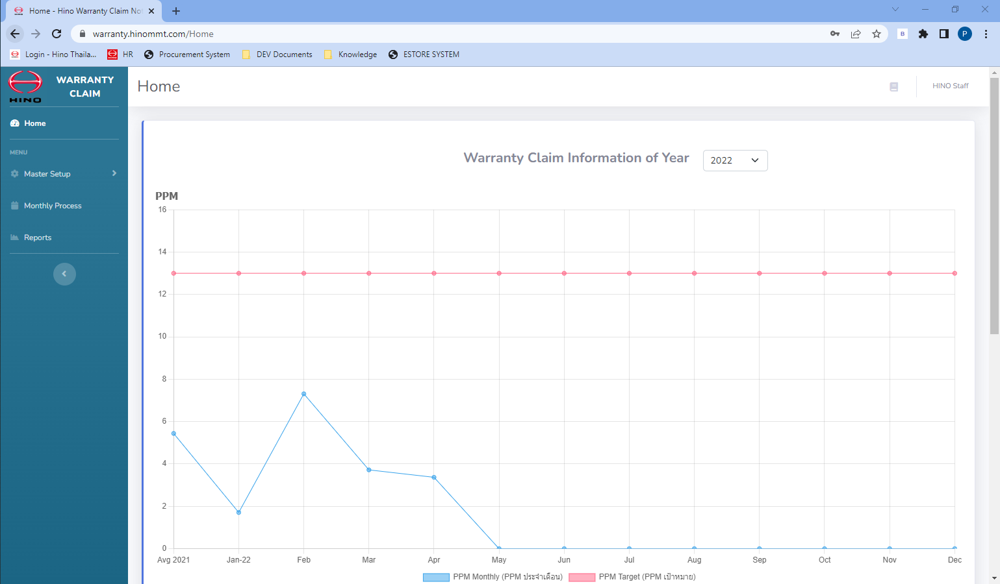 Home - Hino Warranty Claim No
warranty.hinommt.com/Home
B
P
Login - Hino Thaila...
HR
Procurement System
DEV Documents
Knowledge
ESTORE SYSTEM
HINO
WARRANTY
CLAIM
Home
HINO Staff
Home
MENU
Master Setup
Monthly Process
Reports
Warranty Claim Information of Year 2022
PPM
16
14
12
10
8
6
4
2
0
Avg 2021 Jan-22 Feb Mar Apr May Jun Jul Aug Sep Oct Nov Dec
PPM Monthly (PPM ประจำเดือน) PPM Target (PPM เป้าหมาย)